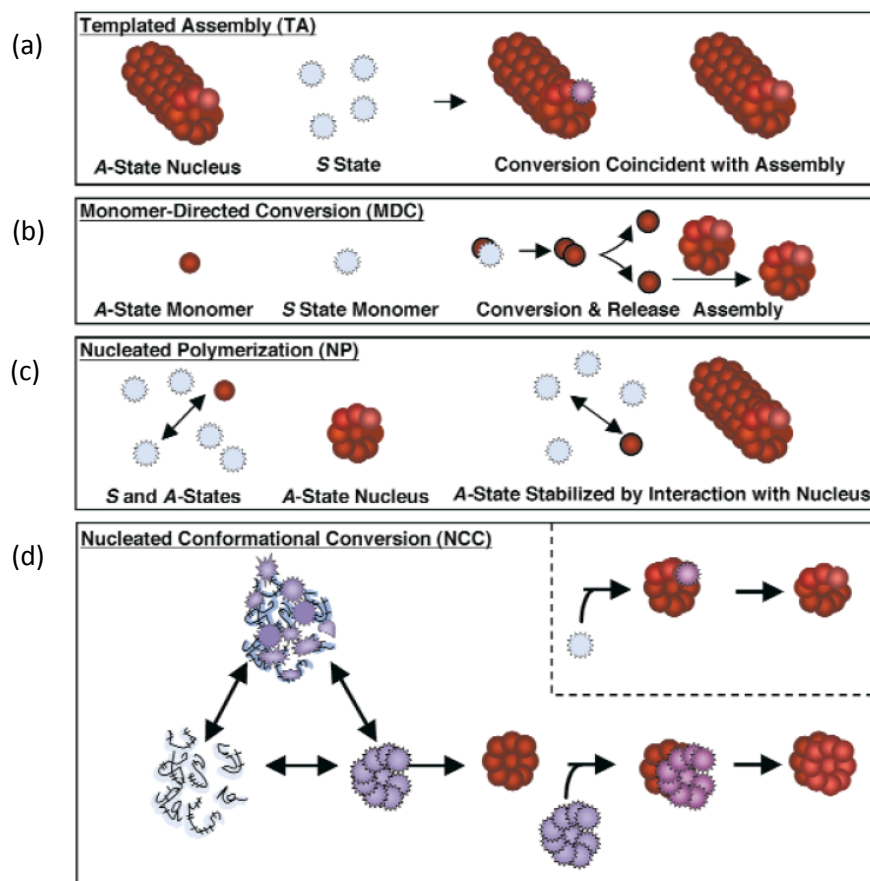 (a)
Templated Assembly (TA)
A-State Nucleus
S State
Conversion Coincident with Assembly
(b)
Monomer-Directed Conversion (MDC)
A-State Monomer
S State Monomer
Conversion & Release
Assembly
(c)
Nucleated Polymerization (NP)
S and A-States
A-State Nucleus
A-State Stabilized by Interaction with Nucleus
(d)
Nucleated Conformational Conversion (NCC)